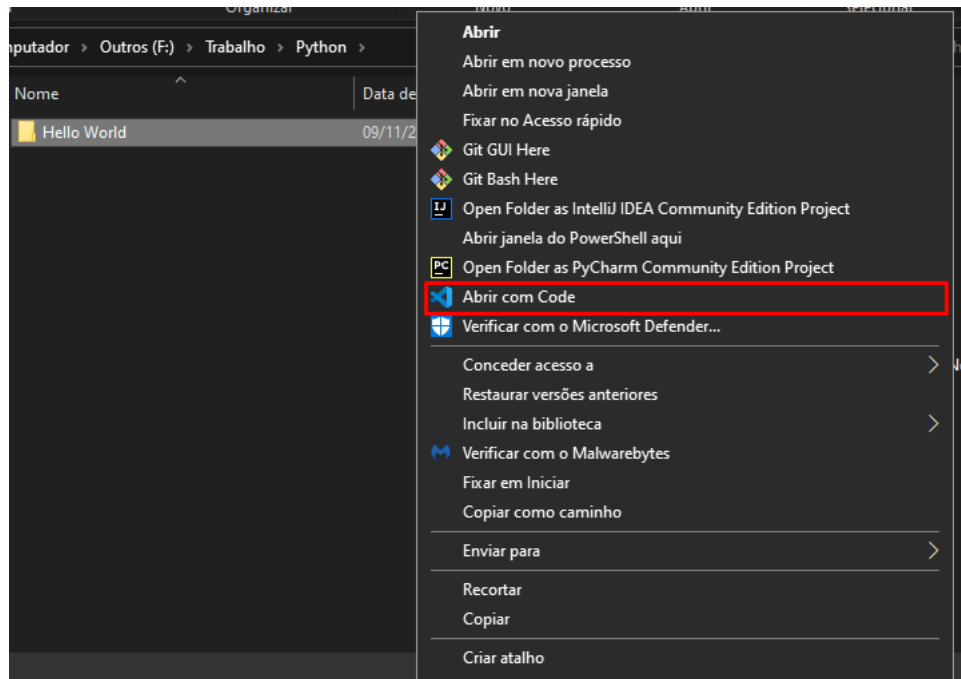 Organizar Novo Abrir Selecionar
Outros (F:) > Trabalho > Python >
Nome
Data de
Hello World
09/11/2
Abrir
Abrir em novo processo
Abrir em nova janela
Fixar no Acesso rápido
Git GUI Here
Git Bash Here
Open Folder as IntelliJ IDEA Community Edition Project
Abrir janela do PowerShell aqui
Open Folder as PyCharm Community Edition Project
Abrir com Code
Verificar com o Microsoft Defender...
Conceder acesso a
Restaurar versões anteriores
Incluir na biblioteca
Verificar com o Malwarebytes
Fixar em Iniciar
Copiar como caminho
Enviar para
Recortar
Copiar
Criar atalho